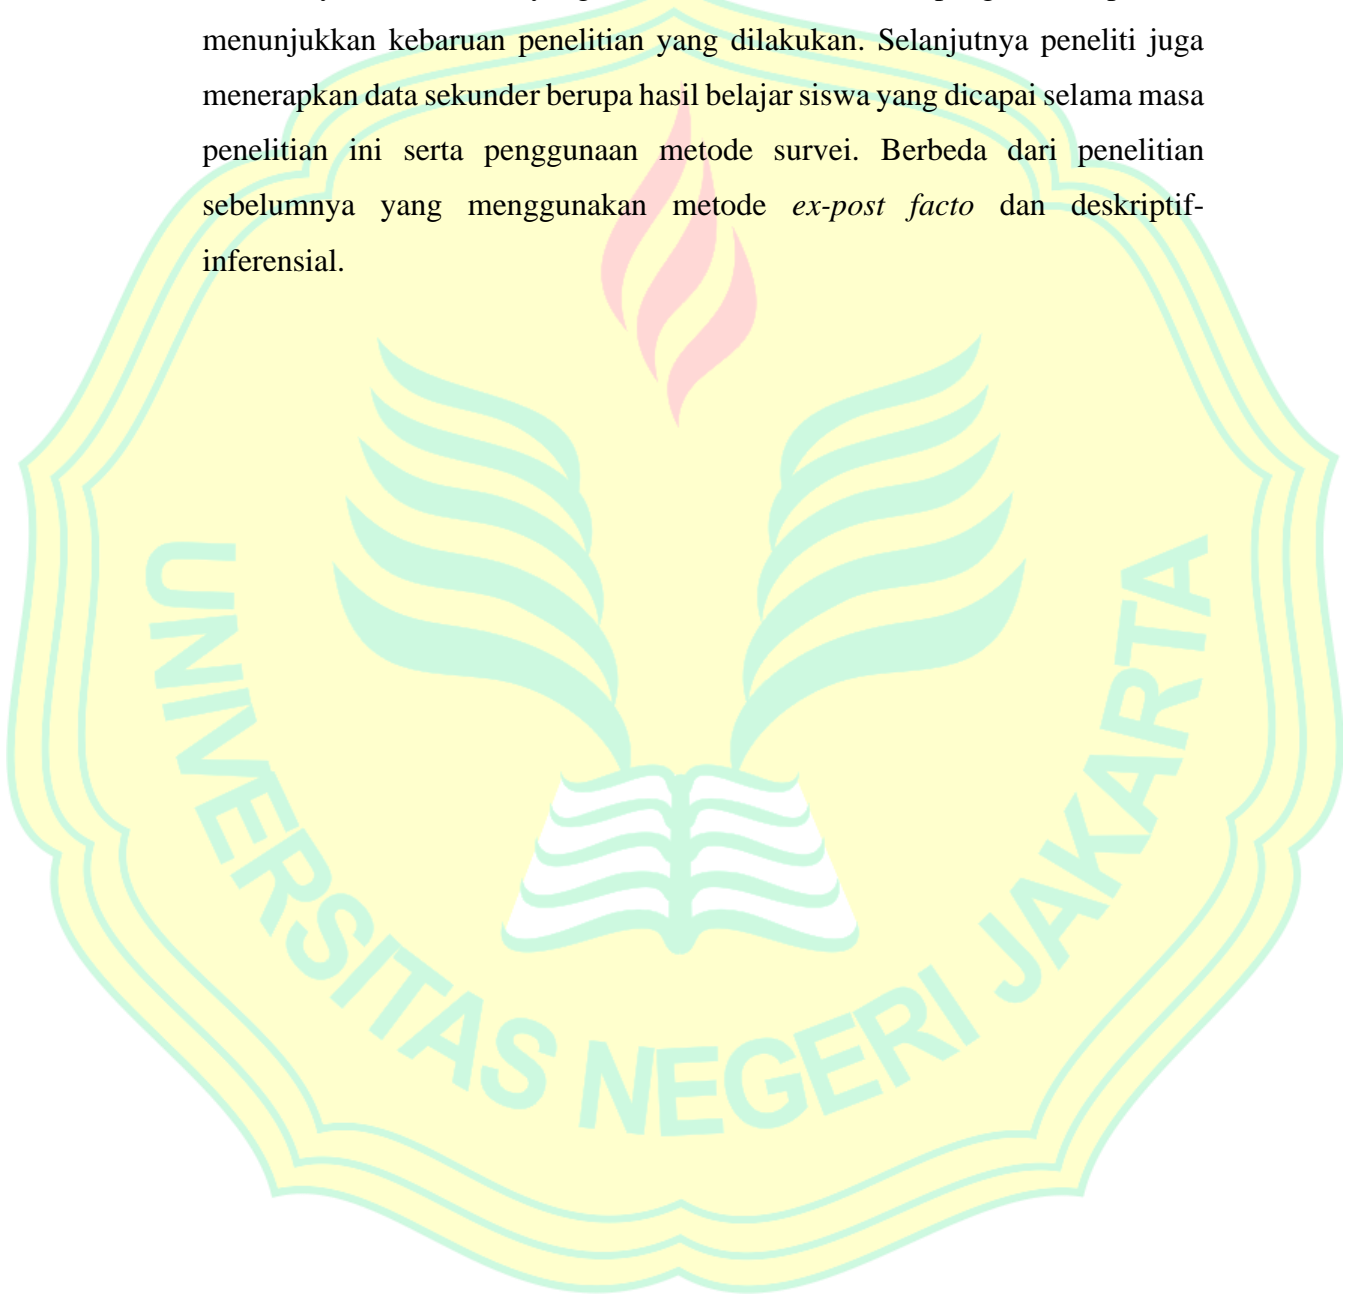 menunjukkan kebaruan penelitian yang dilakukan. Selanjutnya peneliti juga
menerapkan data sekunder berupa hasil belajar siswa yang dicapai selama masa
penelitian ini serta penggunaan metode survei. Berbeda dari penelitian
sebelumnya yang menggunakan metode ex-post facto dan deskriptif-
inferensial.
UNIVERSITAS NEGERI JAKARTA